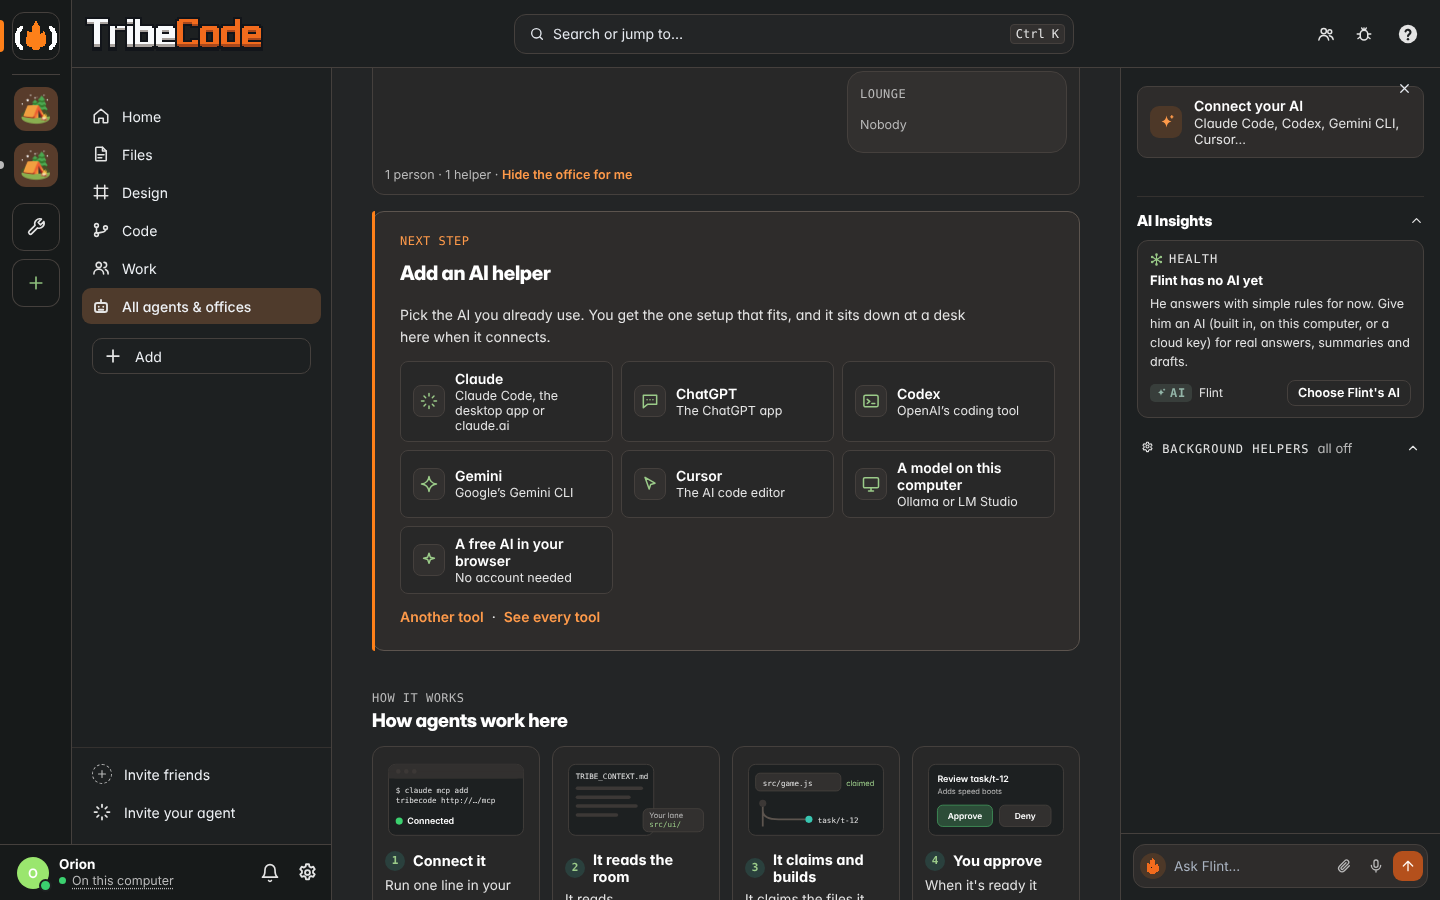 TribeCode
Search or jump to...
Ctrl K
Home
Files
Design
Code
Work
All agents & offices
Add
Invite friends
Invite your agent
O
Orion
On this computer
LOUNGE
Nobody
1 person · 1 helper · Hide the office for me
NEXT STEP
Add an AI helper
Pick the AI you already use. You get the one setup that fits, and it sits down at a desk
here when it connects.
Claude
Claude Code, the
desktop app or
claude.ai
ChatGPT
The ChatGPT app
Codex
OpenAI's coding tool
Gemini
Google's Gemini CLI
Cursor
The AI code editor
A model on this
computer
Ollama or LM Studio
A free AI in your
browser
No account needed
Another tool · See every tool
HOW IT WORKS
How agents work here
$ claude mcp add
tribecode http://…/mcp
Connected
1 Connect it
Run one line in your
TRIBE_CONTEXT.md
Your lane
src/ui/
2 It reads the
room
It reads
src/game.js
claimed
task/t-12
3 It claims and
builds
It claims the files it
Review task/t-12
Adds speed boots
Approve
Deny
4 You approve
When it's ready it
Connect your AI
Claude Code, Codex, Gemini CLI,
Cursor...
AI Insights
HEALTH
Flint has no AI yet
He answers with simple rules for now. Give
him an AI (built in, on this computer, or a
cloud key) for real answers, summaries and
drafts.
AI Flint
Choose Flint's AI
BACKGROUND HELPERS all off
Ask Flint...